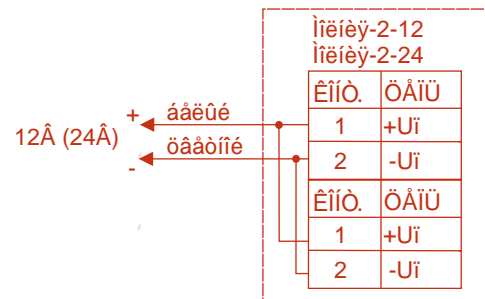 Ìîëíèÿ-2-12
Ìîëíèÿ-2-24
ÊÎÍÒ. ÖÅÏÜ
+ áåëûé 1 +Uï
12Â (24Â)
- öâåòíîé 2 -Uï
ÊÎÍÒ. ÖÅÏÜ
1 +Uï
2 -Uï